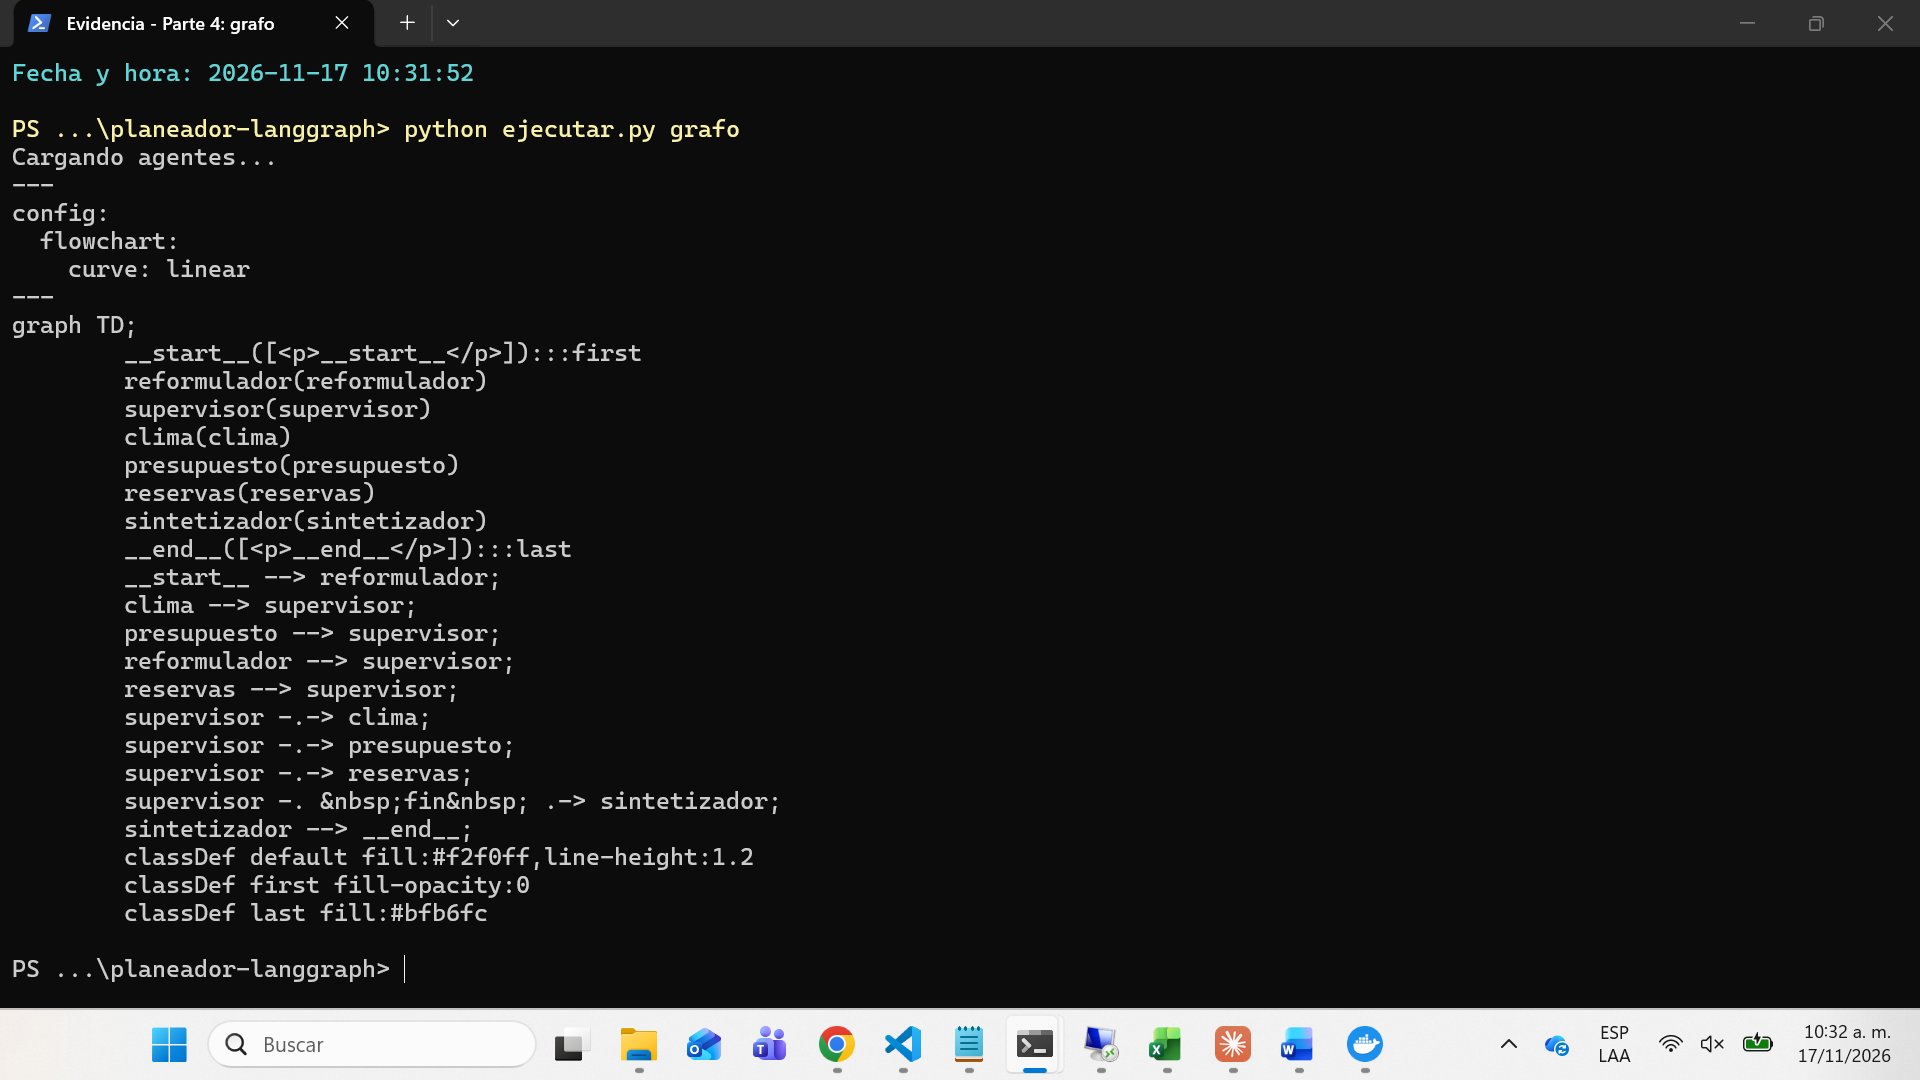 Evidencia - Parte 4: grafo
Fecha y hora: 2026-11-17 10:31:52
PS ...\planeador-langgraph> python ejecutar.py grafo
Cargando agentes...
---
config:
  flowchart:
    curve: linear
---
graph TD;
        __start__([<p>__start__</p>]):::first
        reformulador(reformulador)
        supervisor(supervisor)
        clima(clima)
        presupuesto(presupuesto)
        reservas(reservas)
        sintetizador(sintetizador)
        __end__([<p>__end__</p>]):::last
        __start__ --> reformulador;
        clima --> supervisor;
        presupuesto --> supervisor;
        reformulador --> supervisor;
        reservas --> supervisor;
        supervisor -.-> clima;
        supervisor -.-> presupuesto;
        supervisor -.-> reservas;
        supervisor -. &nbsp;fin&nbsp; .-> sintetizador;
        sintetizador --> __end__;
        classDef default fill:#f2f0ff,line-height:1.2
        classDef first fill-opacity:0
        classDef last fill:#bfb6fc
PS ...\planeador-langgraph>
Buscar
ESP
LAA
10:32 a. m.
17/11/2026